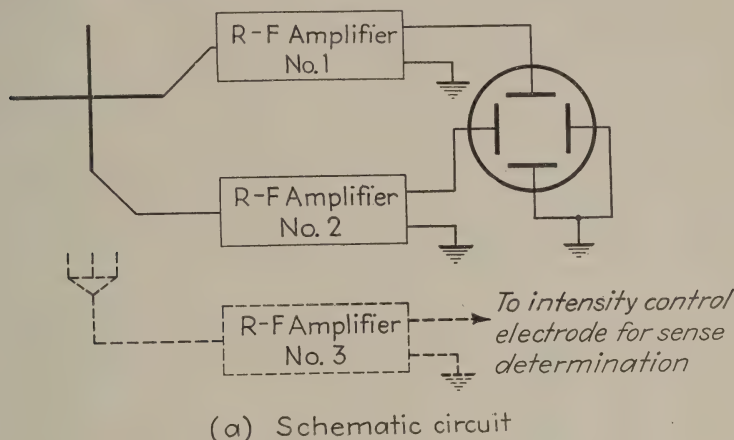 R-F Amplifier
No.1
R-F Amplifier
No. 2
R-F Amplifier
No. 3
To intensity control
electrode for sense
determination
(a) Schematic circuit